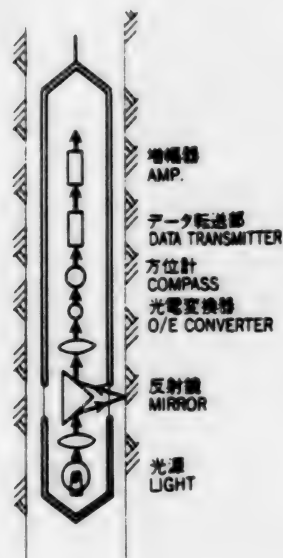 増幅器
AMP.
データ転送部
DATA TRANSMITTER
方位計
COMPASS
光電変換器
O/E CONVERTER
反射鏡
MIRROR
光源
LIGHT